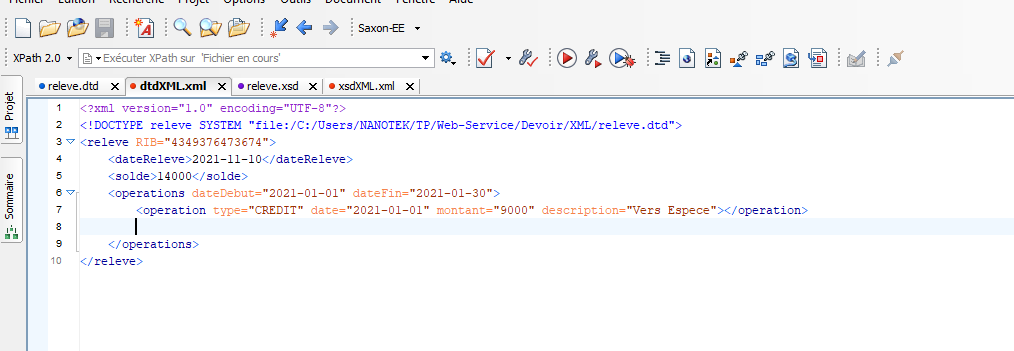 Fichier Edition Recherche Projet Options Outils Document Fenêtre Aide
Saxon-EE
XPath 2.0 Exécuter XPath sur 'Fichier en cours'
releve.dtd dtdXML.xml releve.xsd xsdXML.xml
Projet
Sommaire
1 <?xml version="1.0" encoding="UTF-8"?>
2 <!DOCTYPE releve SYSTEM "file:/C:/Users/NANOTEK/TP/Web-Service/Devoir/XML/releve.dtd">
3 <releve RIB="4349376473674">
4 <dateReleve>2021-11-10</dateReleve>
5 <solde>14000</solde>
6 <operations dateDebut="2021-01-01" dateFin="2021-01-30">
7 <operation type="CREDIT" date="2021-01-01" montant="9000" description="Vers Espece"></operation>
8
9 </operations>
10 </releve>